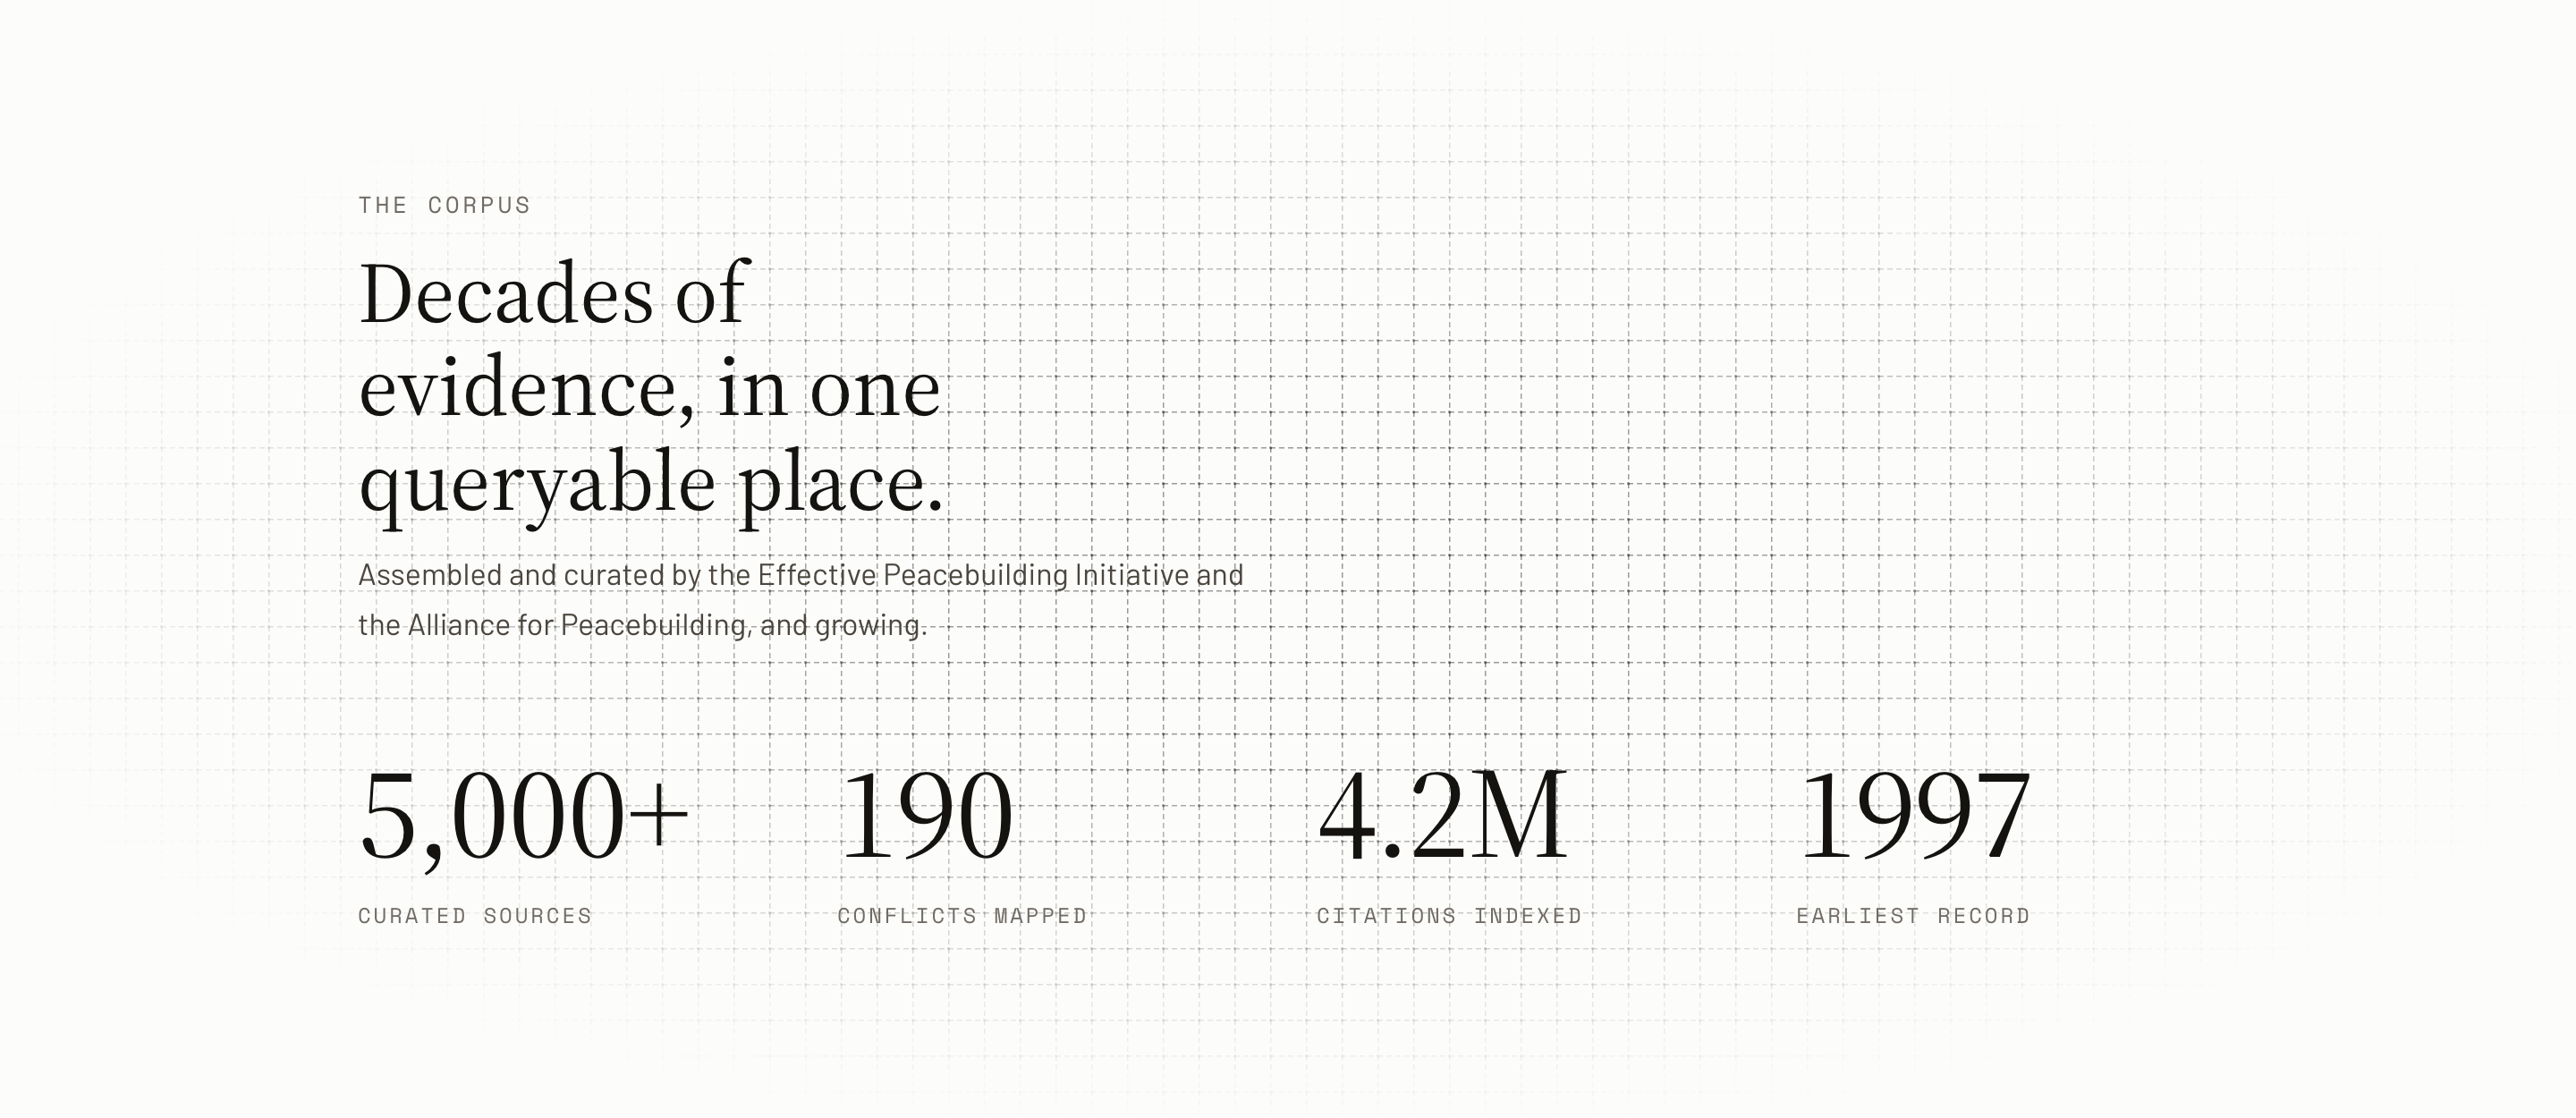 THE CORPUS
Decades of
evidence, in one
queryable place.
Assembled and curated by the Effective Peacebuilding Initiative and
the Alliance for Peacebuilding, and growing.
5,000+ 190 4.2M 1997
CURATED SOURCES CONFLICTS MAPPED CITATIONS INDEXED EARLIEST RECORD